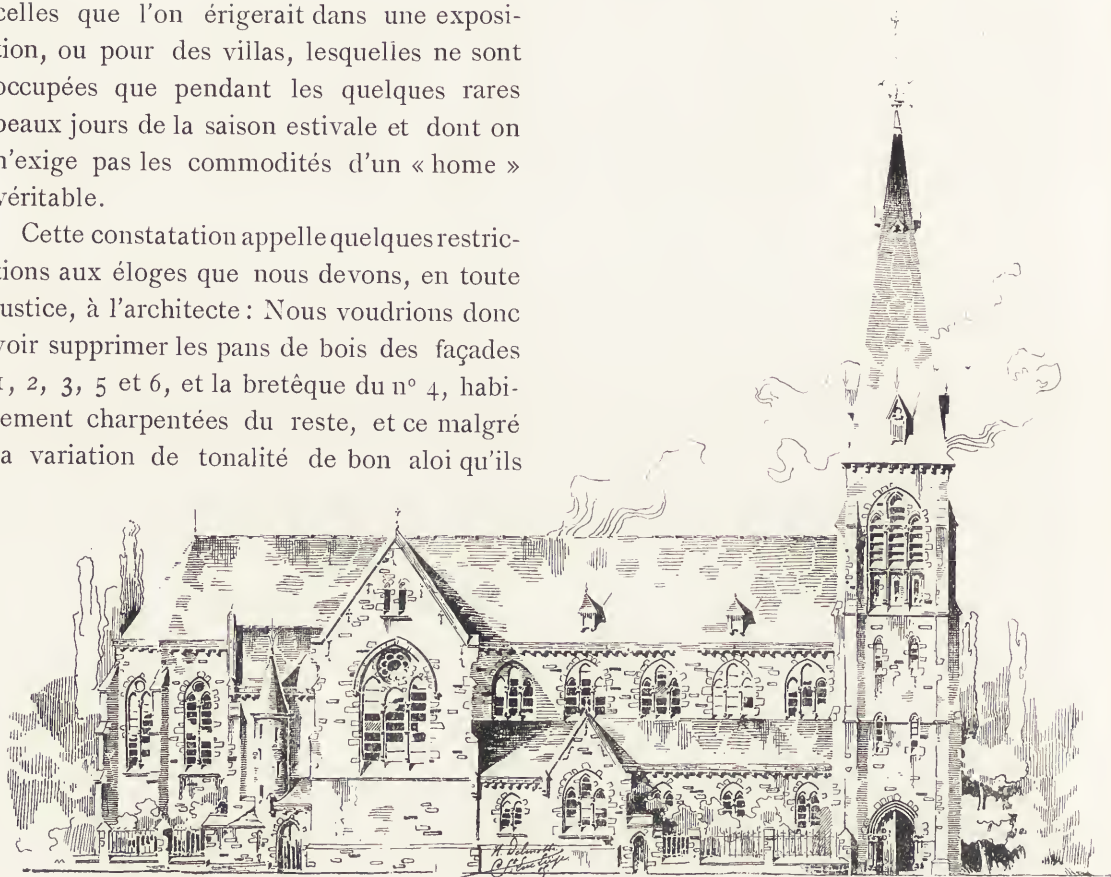 celles que l'on érigerait dans une exposi-
tion, ou pour des villas, lesquelles ne sont
occupées que pendant les quelques rares
beaux jours de la saison estivale et dont on
n'exige pas les commodités d'un « home »
véritable.
Cette constatation appelle quelques restric-
tions aux éloges que nous devons, en toute
justice, à l'architecte : Nous voudrions donc
voir supprimer les pans de bois des façades
1, 2, 3, 5 et 6, et la bretêque du n° 4, habi-
lement charpentées du reste, et ce malgré
la variation de tonalité de bon aloi qu'ils